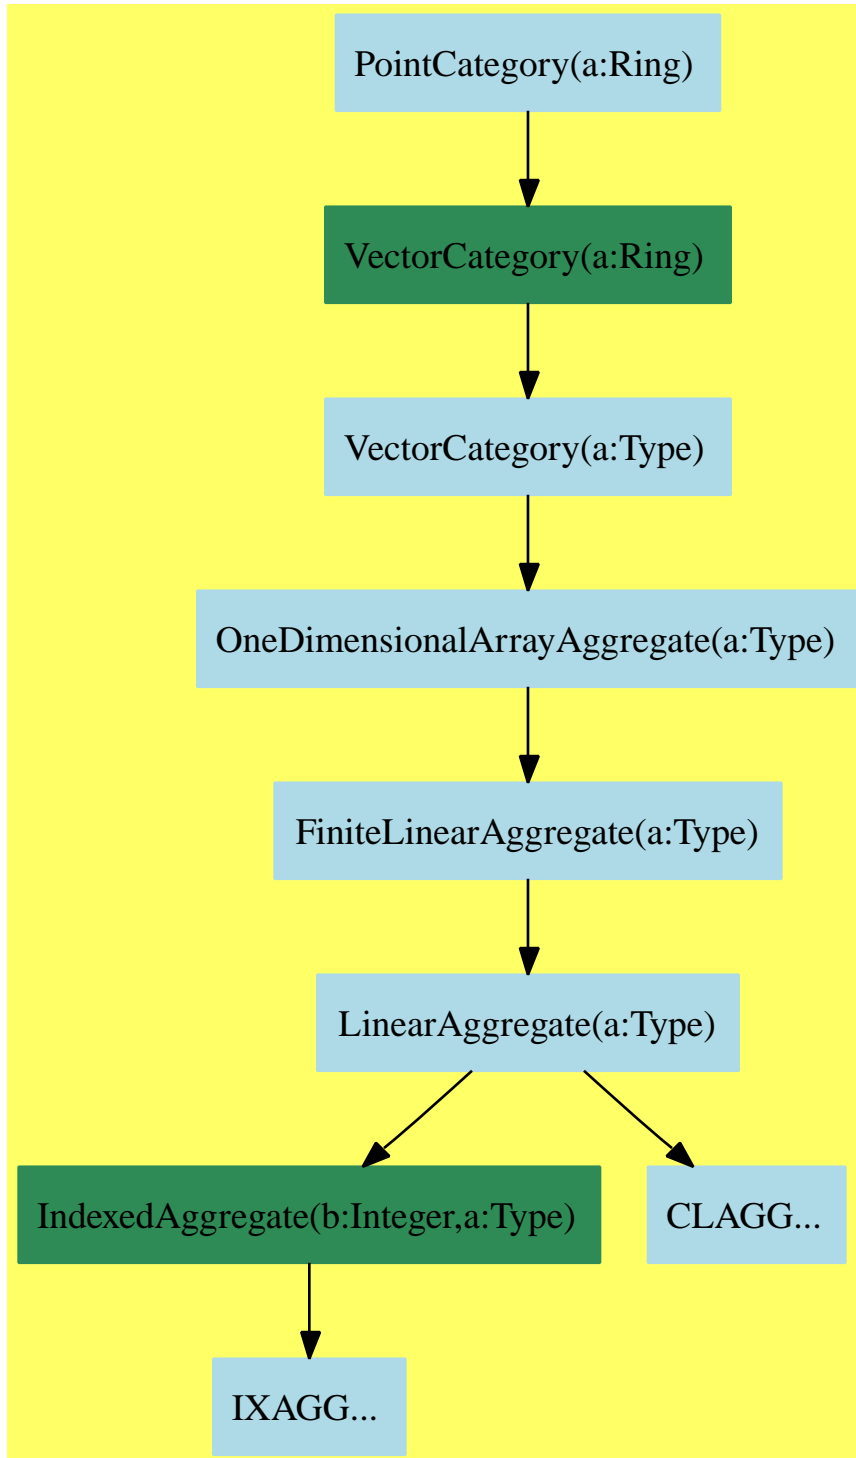 PointCategory(a:Ring)
VectorCategory(a:Ring)
VectorCategory(a:Type)
OneDimensionalArrayAggregate(a:Type)
FiniteLinearAggregate(a:Type)
LinearAggregate(a:Type)
IndexedAggregate(b:Integer,a:Type)
CLAGG...
IXAGG...